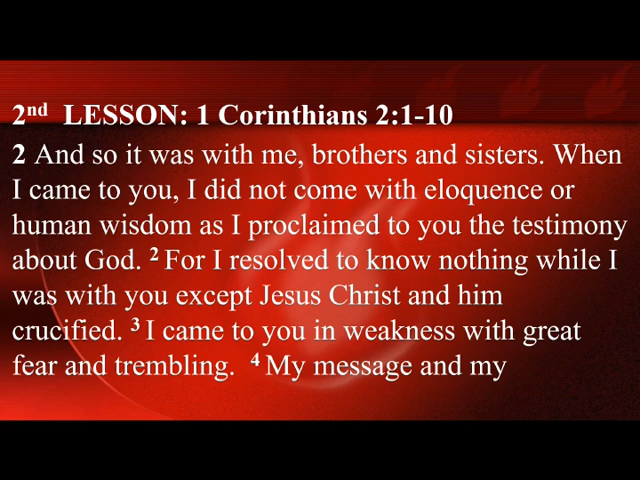 2nd LESSON: 1 Corinthians 2:1-10
2 And so it was with me, brothers and sisters. When
I came to you, I did not come with eloquence or
human wisdom as I proclaimed to you the testimony
about God. 2 For I resolved to know nothing while I
was with you except Jesus Christ and him
crucified. 3 I came to you in weakness with great
fear and trembling. 4 My message and my